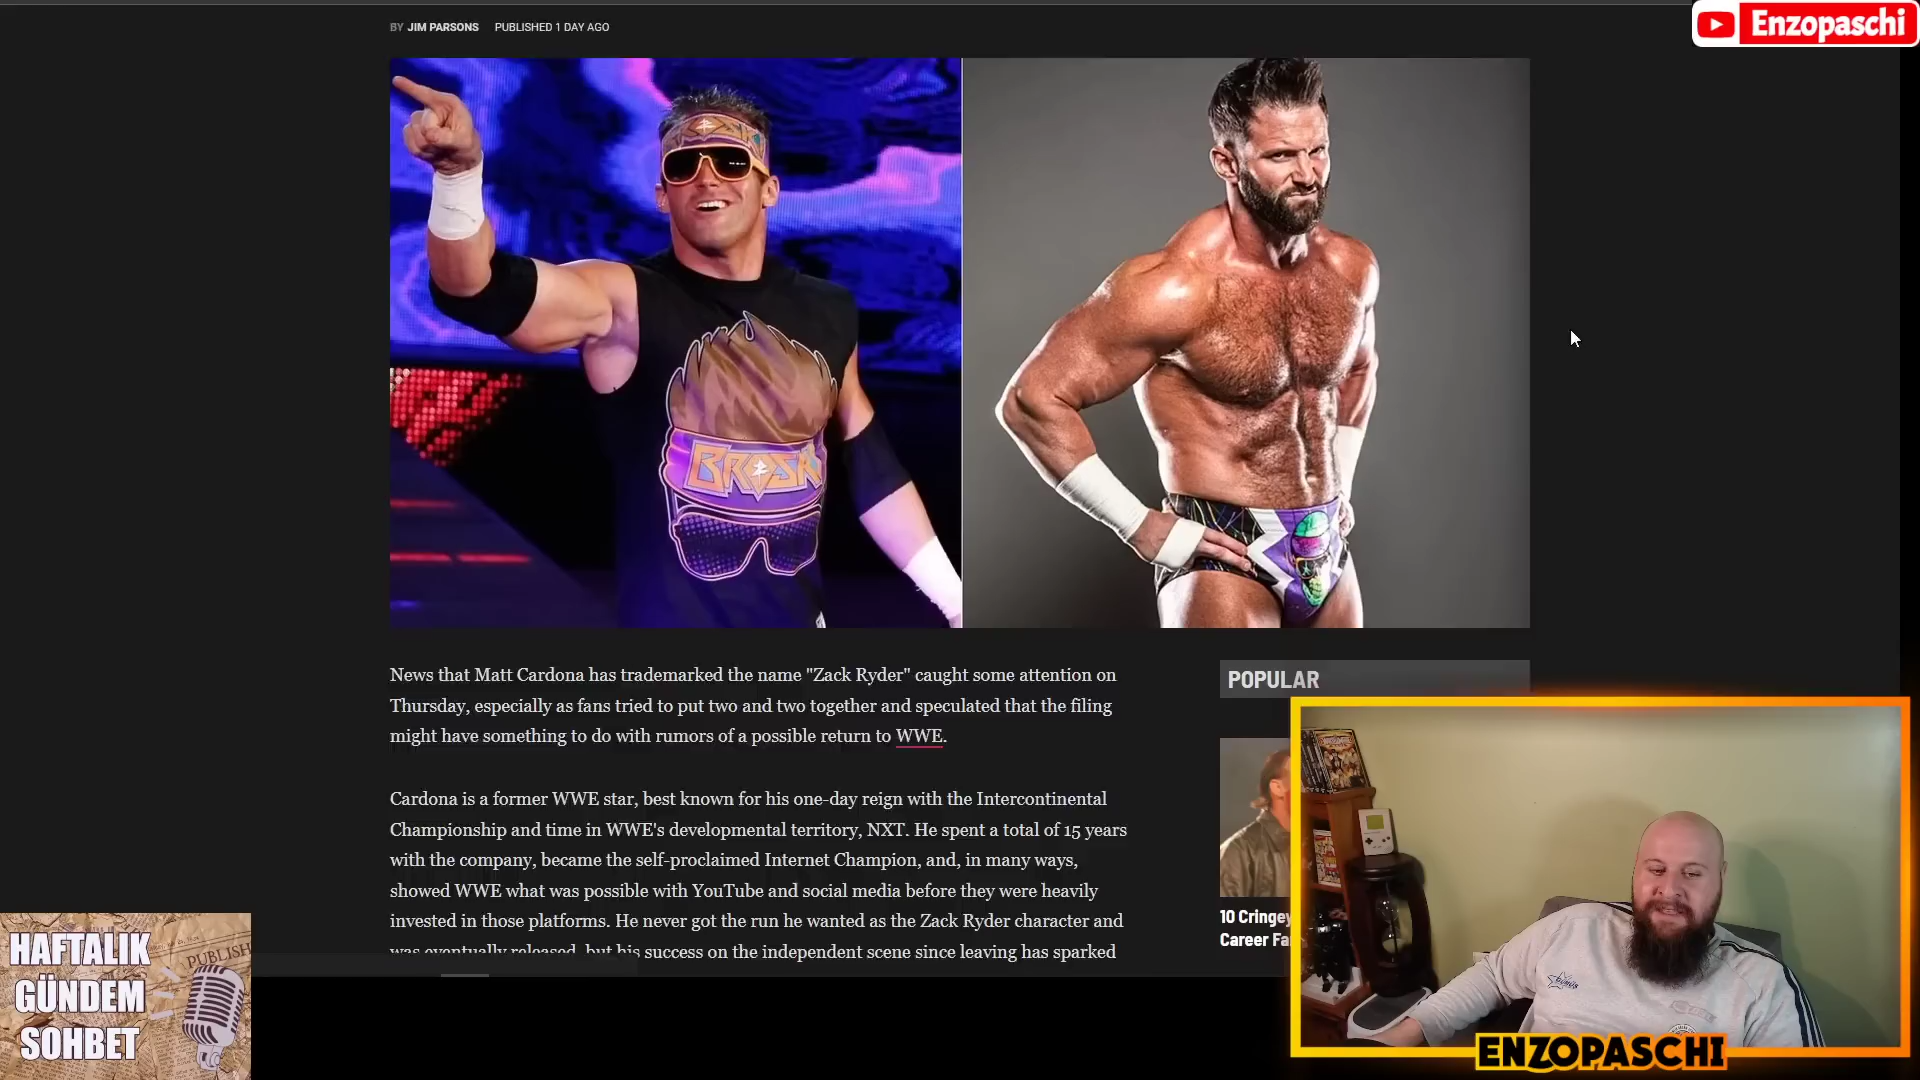 BY JIM PARSONS PUBLISHED 1 DAY AGO
Enzopaschi
BROSKI
News that Matt Cardona has trademarked the name "Zack Ryder" caught some attention on
Thursday, especially as fans tried to put two and two together and speculated that the filing
might have something to do with rumors of a possible return to WWE.
Cardona is a former WWE star, best known for his one-day reign with the Intercontinental
Championship and time in WWE's developmental territory, NXT. He spent a total of 15 years
with the company, became the self-proclaimed Internet Champion, and, in many ways,
showed WWE what was possible with YouTube and social media before they were heavily
invested in those platforms. He never got the run he wanted as the Zack Ryder character and
was eventually released, but his success on the independent scene since leaving has sparked
POPULAR
10 Cringey
Career Fa
HAFTALIK
GÜNDEM
SOHBET
PUBLISH
ENZOPASCHI